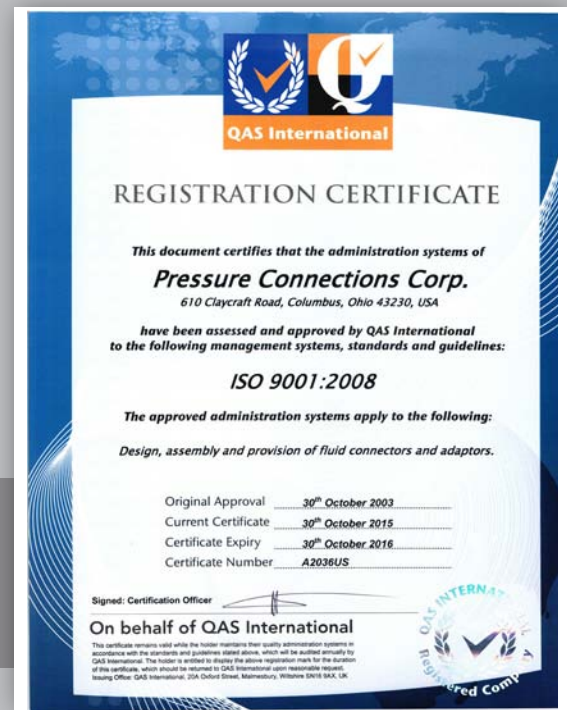 QAS International
REGISTRATION CERTIFICATE
This document certifies that the administration systems of
Pressure Connections Corp.
610 Claycraft Road, Columbus, Ohio 43230, USA
have been assessed and approved by QAS International
to the following management systems, standards and guidelines:
ISO 9001:2008
The approved administration systems apply to the following:
Design, assembly and provision of fluid connectors and adaptors.
Original Approval 30th October 2003
Current Certificate 30th October 2015
Certificate Expiry 30th October 2016
Certificate Number A2036US
Signed: Certification Officer
On behalf of QAS International
This certificate remains valid while the holder maintains their quality administration systems in
accordance with the standards and guidelines stated above, which will be audited annually by
QAS International. The holder is entitled to display the above registration mark for the duration
of this certificate, which should be returned to QAS International upon reasonable request.
Issuing Office: QAS International, 20A Oxford Street, Malmesbury, Wiltshire SN16 9AX, UK
QAS INTERNATIONAL
Registered Company